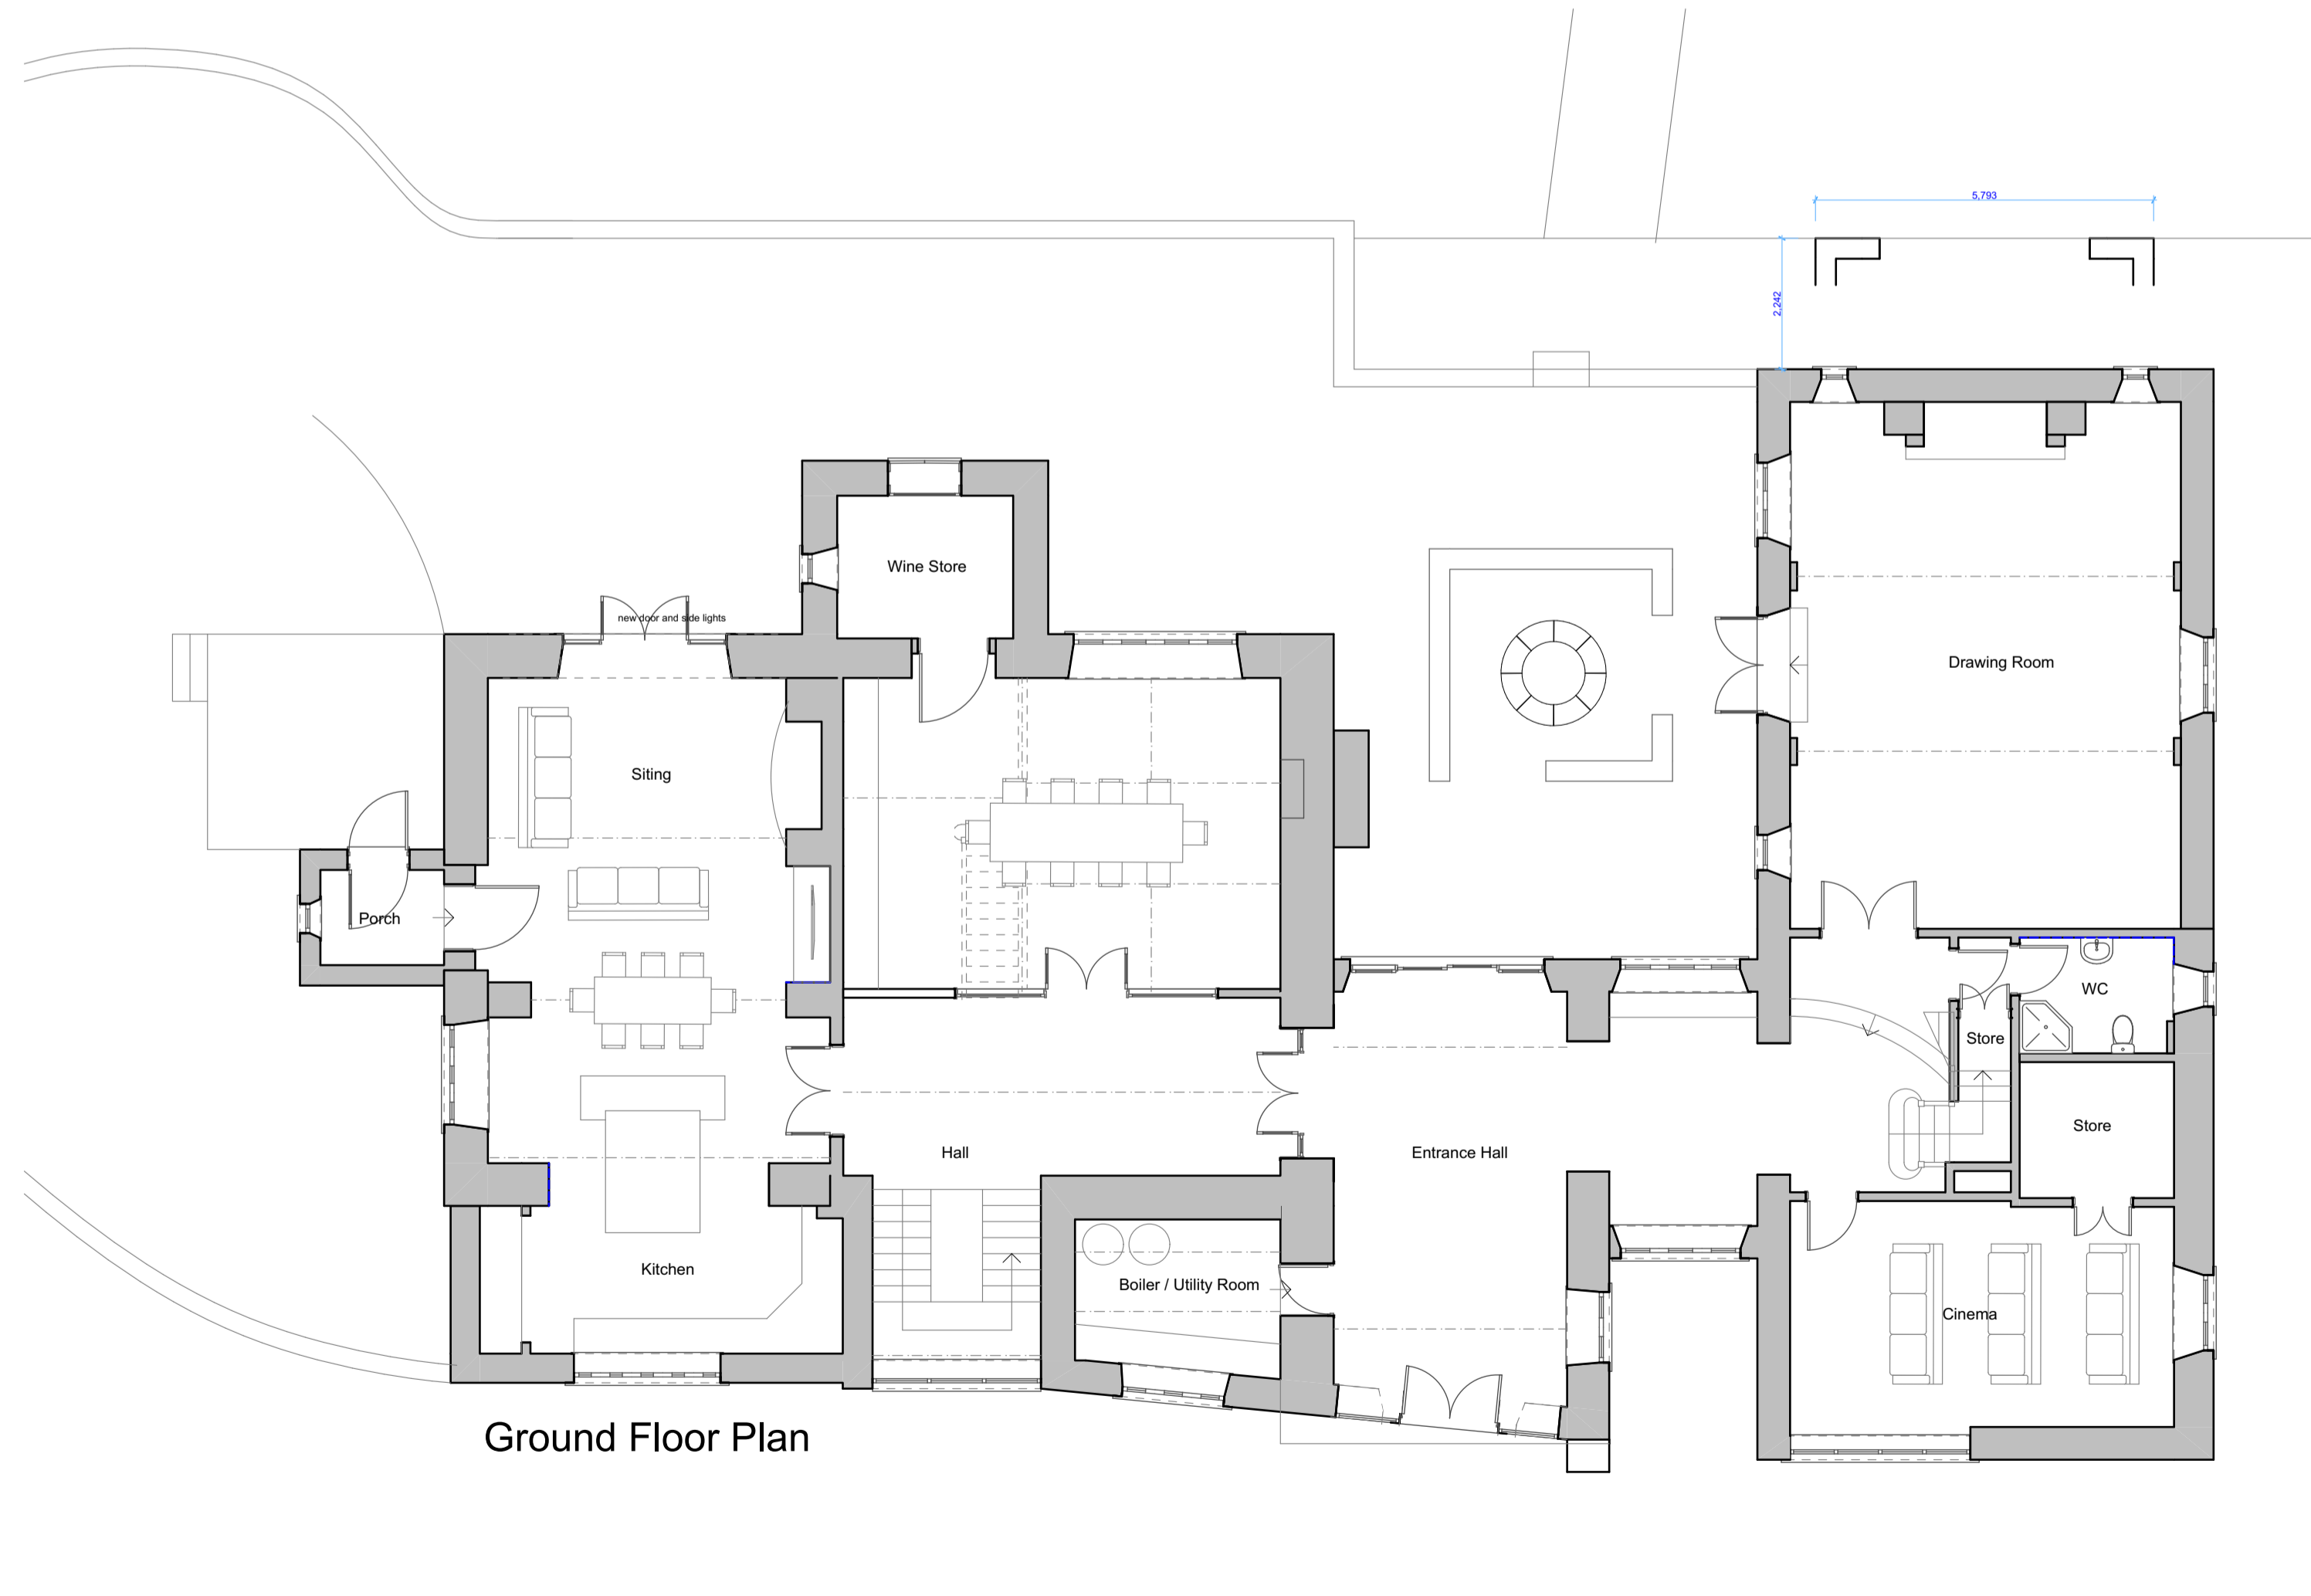 5,793
2,242
Wine Store
new door and side lights
Drawing Room
Siting
Porch
WC
Store
Store
Hall
Entrance Hall
Kitchen
Boiler / Utility Room
Cinema
Ground Floor Plan